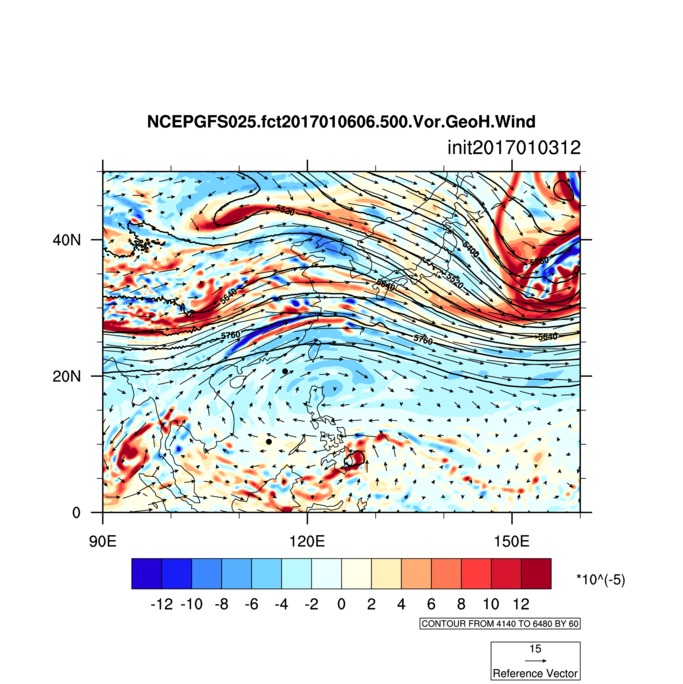 NCEPGFS025.fct2017010606.500.Vor.GeoH.Wind
init2017010312
40N
20N
0
90E 120E 150E
5530
5400
5520
5640
5640
5760
5760
5640
-12 -10 -8 -6 -4 -2 0 2 4 6 8 10 12
*10^(-5)
CONTOUR FROM 4140 TO 6480 BY 60
15
Reference Vector